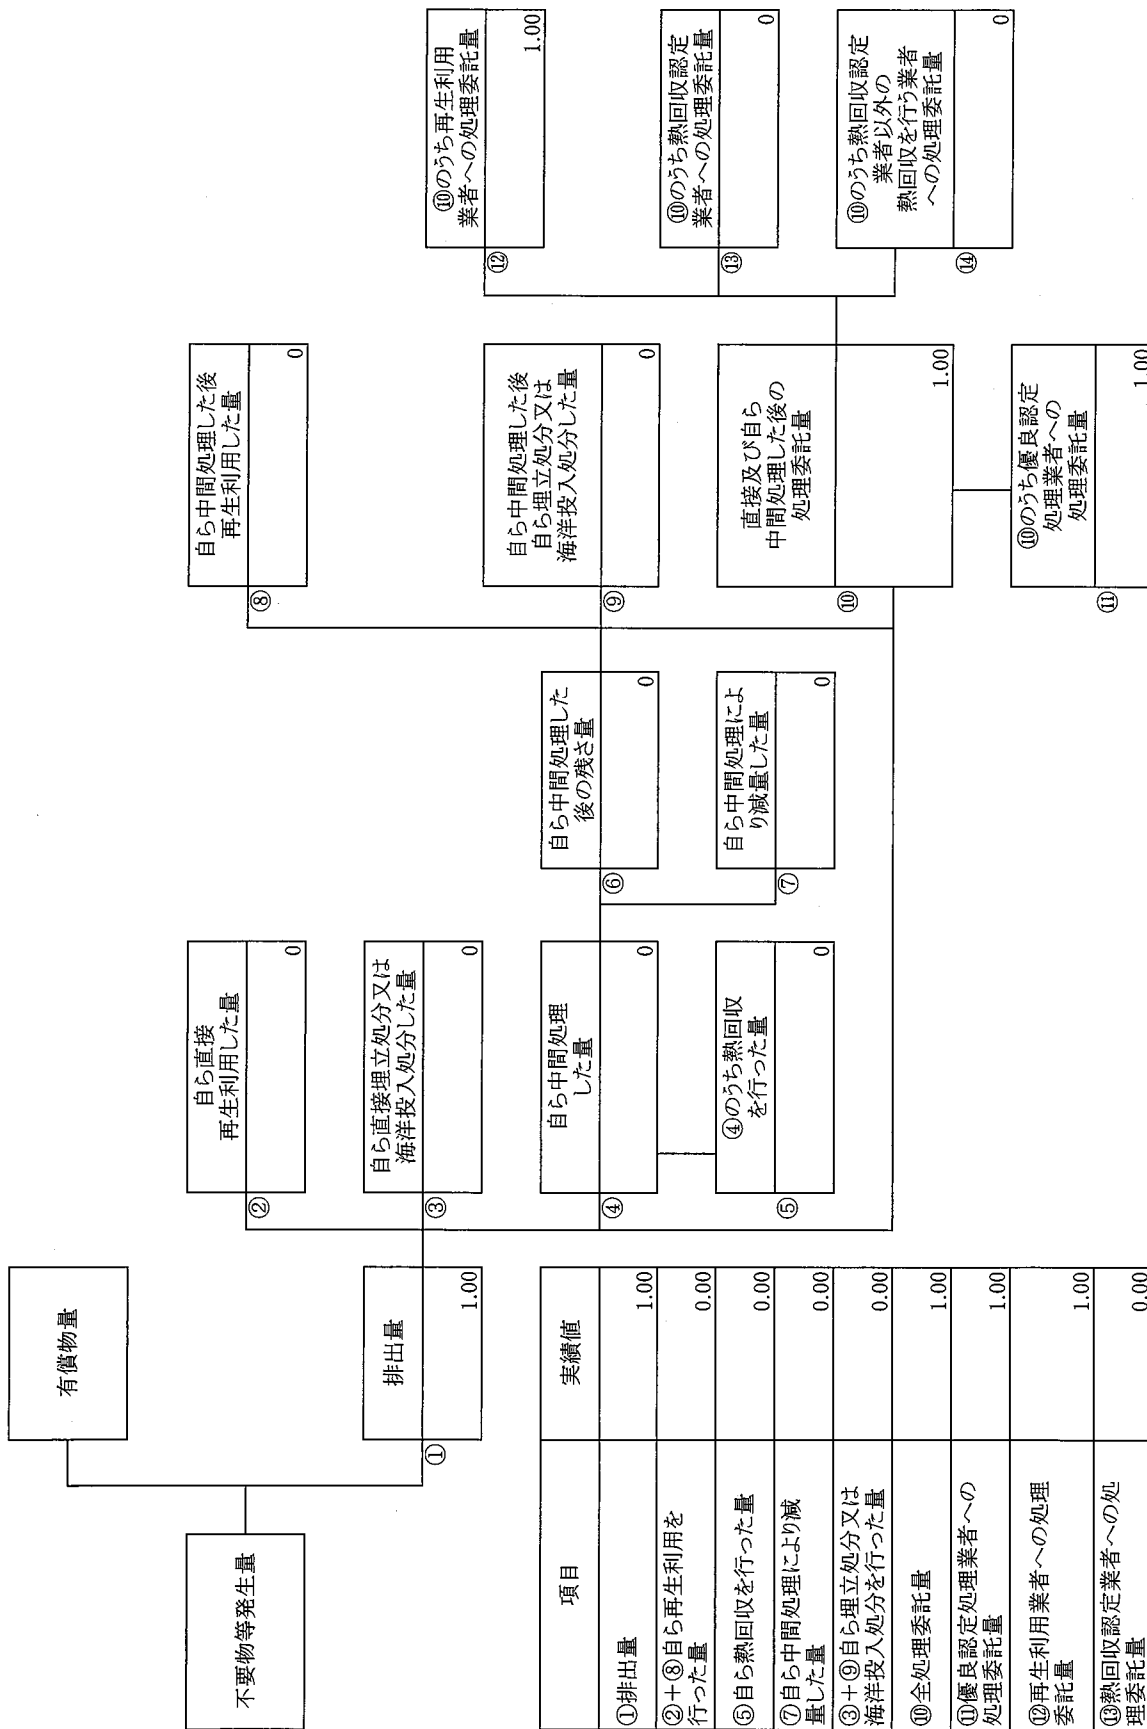 不要物等発生量
有償物量
①
排出量
1.00
②
自ら直接
再生利用した量
0
③
自ら直接埋立処分又は
海洋投入処分した量
0
④
自ら中間処理
した量
0
⑤
④のうち熱回収
を行った量
0
⑥
自ら中間処理した
後の残さ量
0
⑦
自ら中間処理によ
り減量した量
0
⑧
自ら中間処理した後
再生利用した量
0
⑨
自ら中間処理した後
自ら埋立処分又は
海洋投入処分した量
0
⑩
直接及び自ら
中間処理した後の
処理委託量
1.00
⑪
⑩のうち優良認定
処理業者への
処理委託量
1.00
⑫
⑩のうち再生利用
業者への処理委託量
1.00
⑬
⑩のうち熱回収認定
業者への処理委託量
0
⑭
⑩のうち熱回収認定
業者以外の
熱回収を行う業者
への処理委託量
0
項目 実績値
①排出量 1.00
②+⑧自ら再生利用を
行った量 0.00
⑤自ら熱回収を行った量 0.00
⑦自ら中間処理により減
量した量 0.00
③+⑨自ら埋立処分又は
海洋投入処分を行った量 0.00
⑩全処理委託量 1.00
⑪優良認定処理業者への
処理委託量 1.00
⑫再生利用業者への処理
委託量 1.00
⑬熱回収認定業者への処
理委託量 0.00